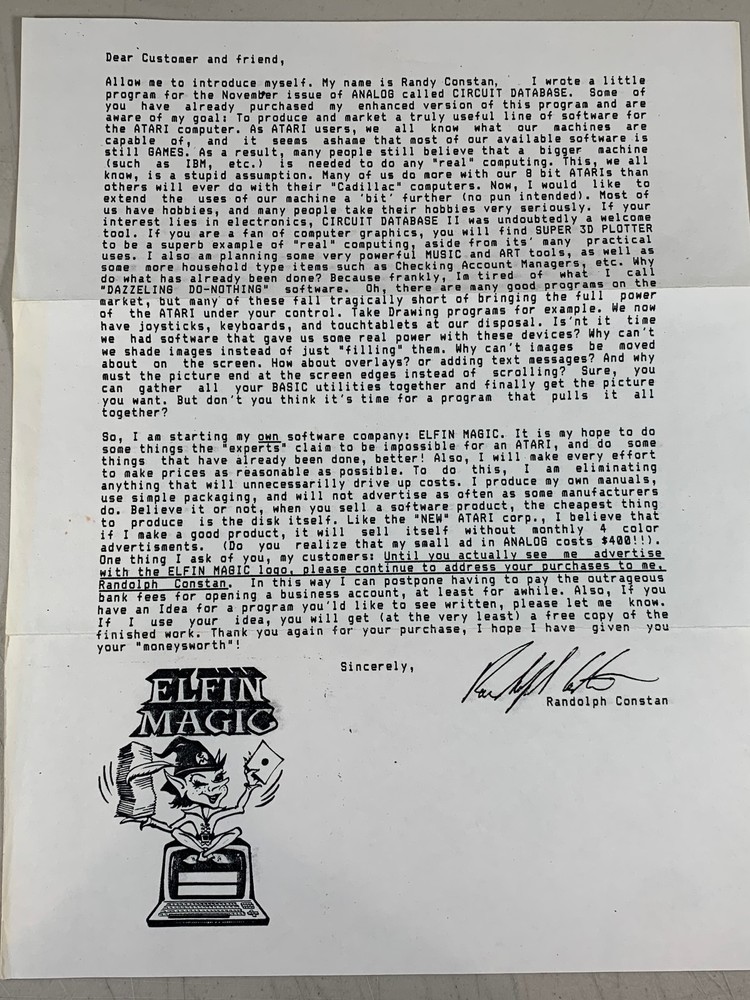 Dear Customer and friend,
Allow me to introduce myself. My name is Randy Constan, I wrote a little
program for the November issue of ANALOG called CIRCUIT DATABASE. Some of
you have already purchased my enhanced version of this program and are
aware of my goal: To produce and market a truly useful line of software for
the ATARI computer. As ATARI users, we all know what our machines are
capable of, and it seems ashame that most of our available software is
still GAMES. As a result, many people still believe that a bigger machine
(such as IBM, etc.) is needed to do any "real" computing. This, we all
know, is a stupid assumption. Many of us do more with our 8 bit ATARIs than
others will ever do with their "Cadillac" computers. Now, I would like to
extend the uses of our machine a 'bit' further (no pun intended). Most of
us have hobbies, and many people take their hobbies very seriously. If your
interest lies in electronics, CIRCUIT DATABASE II was undoubtedly a welcome
tool. If you are a fan of computer graphics, you will find SUPER 3D PLOTTER
to be a superb example of "real" computing, aside from its' many practical
uses. I also am planning some very powerful MUSIC and ART tools, as well as
some more household type items such as Checking Account Managers, etc. Why
do what has already been done? Because frankly, Im tired of what I call
"DAZZELING DO-NOTHING" software. Oh, there are many good programs on the
market, but many of these fall tragically short of bringing the full power
of the ATARI under your control. Take Drawing programs for example. We now
have joysticks, keyboards, and touchtablets at our disposal. Is'nt it time
we had software that gave us some real power with these devices? Why can't
we shade images instead of just "filling" them. Why can't images be moved
about on the screen. How about overlays? or adding text messages? And why
must the picture end at the screen edges instead of scrolling? Sure, you
can gather all your BASIC utilities together and finally get the picture
you want. But don't you think it's time for a program that pulls it all
together?
So, I am starting my own software company: ELFIN MAGIC. It is my hope to do
some things the "experts" claim to be impossible for an ATARI, and do some
things that have already been done, better! Also, I will make every effort
to make prices as reasonable as possible. To do this, I am eliminating
anything that will unnecessarilly drive up costs. I produce my own manuals,
use simple packaging, and will not advertise as often as some manufacturers
do. Believe it or not, when you sell a software product, the cheapest thing
to produce is the disk itself. Like the "NEW" ATARI corp., I believe that
if I make a good product, it will sell itself without monthly 4 color
advertisments. (Do you realize that my small ad in ANALOG costs $400!!).
One thing I ask of you, my customers: Until you actually see me advertise
with the ELFIN MAGIC logo, please continue to address your purchases to me,
Randolph Constan. In this way I can postpone having to pay the outrageous
bank fees for opening a business account, at least for awhile. Also, If you
have an Idea for a program you'ld like to see written, please let me know.
If I use your idea, you will get (at the very least) a free copy of the
finished work. Thank you again for your purchase, I hope I have given you
your "moneysworth"!
Sincerely,
Randolph Constan
Randolph Constan
ELFIN
MAGIC